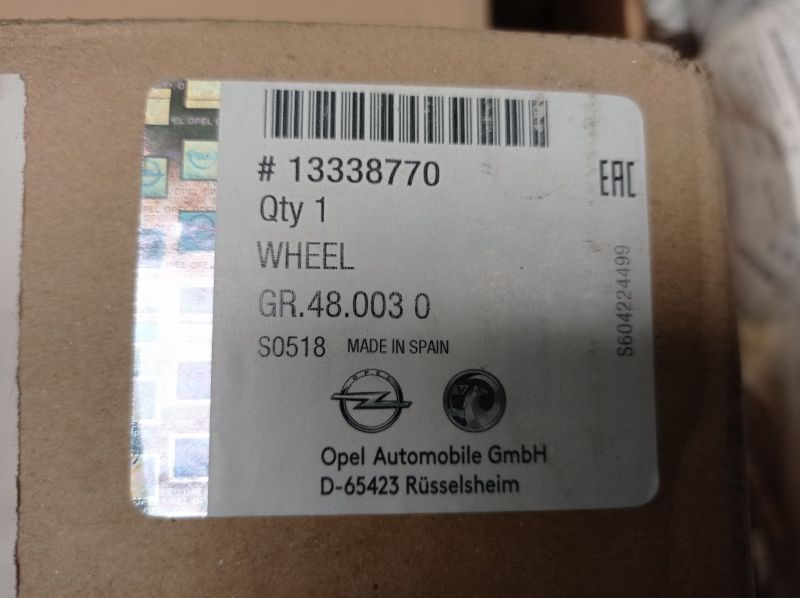 # 13338770
EAC
Qty 1
WHEEL
GR.48.003 0
S0518 MADE IN SPAIN
S604224499
OPEL
Opel Automobile GmbH
D-65423 Rüsselsheim